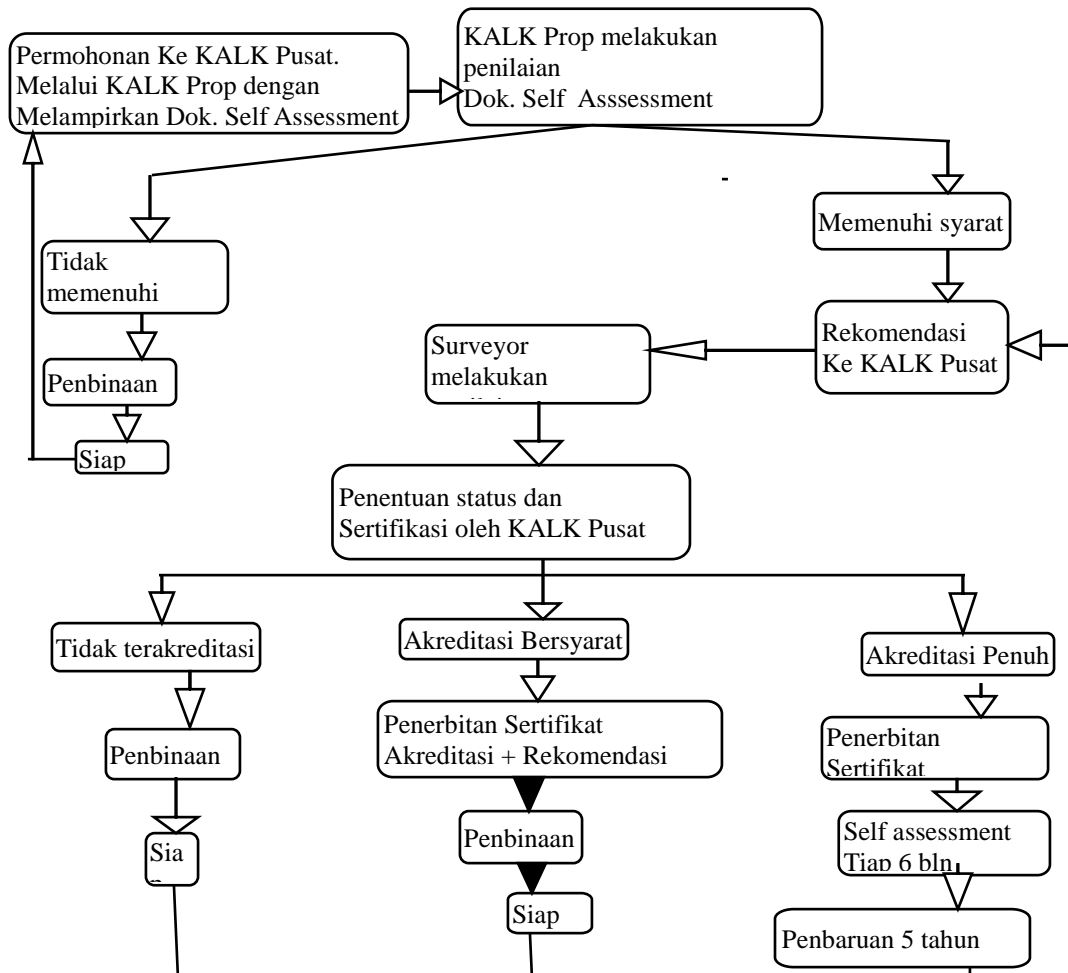 Permohonan Ke KALK Pusat.
Melalui KALK Prop dengan
Melampirkan Dok. Self Assessment
KALK Prop melakukan
penilaian
Dok. Self Asssessment
Tidak
memenuhi
Penbinaan
Siap
Memenuhi syarat
Rekomendasi
Ke KALK Pusat
Surveyor
melakukan
Penentuan status dan
Sertifikasi oleh KALK Pusat
Tidak terakreditasi
Penbinaan
Sia
Akreditasi Bersyarat
Penerbitan Sertifikat
Akreditasi + Rekomendasi
Penbinaan
Siap
Akreditasi Penuh
Penerbitan
Sertifikat
Self assessment
Tiap 6 bln
Penbaruan 5 tahun